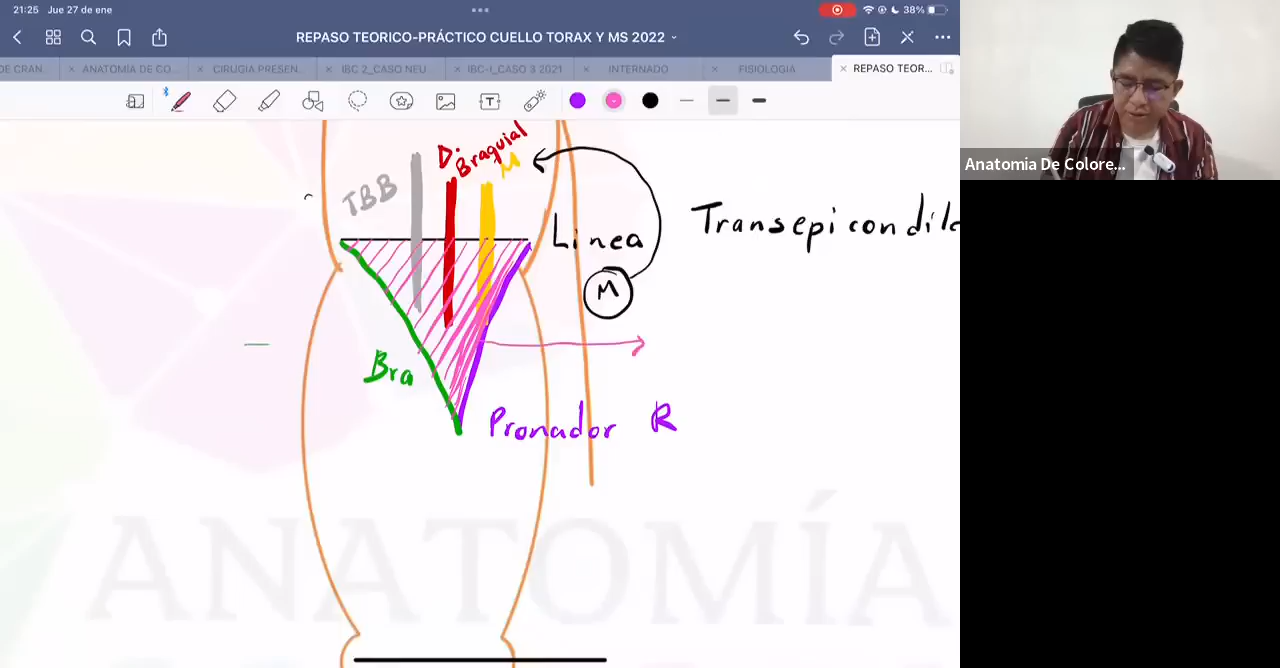 21:25 Jue 27 de ene
38%
REPASO TEORICO-PRÁCTICO CUELLO TORAX Y MS 2022
DE CRAN
ANATOMÍA DE CO...
CIRUGIA PRESEN
IBC 2_CASO NEU
IBC-I_CASO 3 2021
INTERNADO
FISIOLOGIA
REPASO TEOR...
T
Anatomia De Colore...
TBB
D.
Braquial
M
Linea
Transepicondile
M
Bra
Pronador R
ANATOMÍA